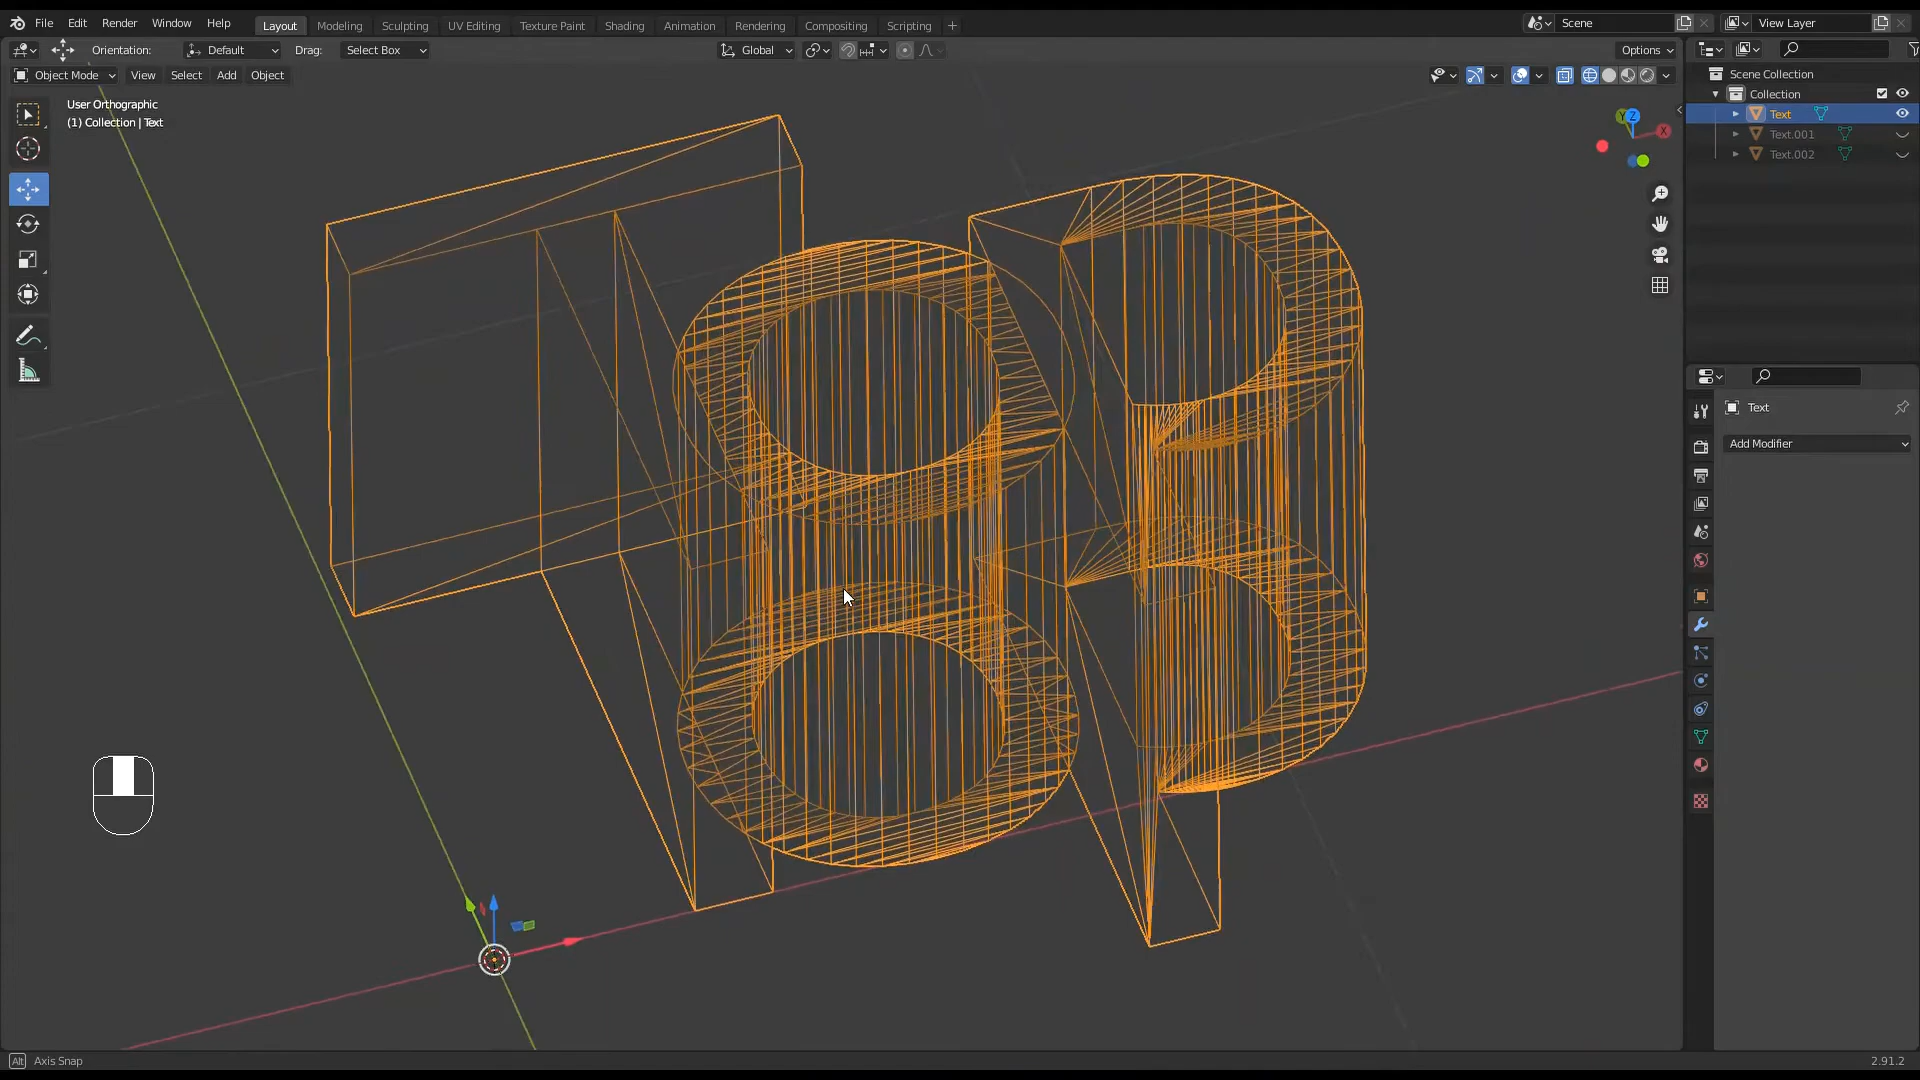 File Edit Render Window Help Layout Modeling Sculpting UV Editing Texture Paint Shading Animation Rendering Compositing Scripting + Scene View Layer
Orientation: Default Drag: Select Box Global Options
Object Mode View Select Add Object
User Orthographic
(1) Collection | Text
Scene Collection
Collection
Text
Text.001
Text.002
Y Z X
Text
Add Modifier
Alt Axis Snap 2.91.2